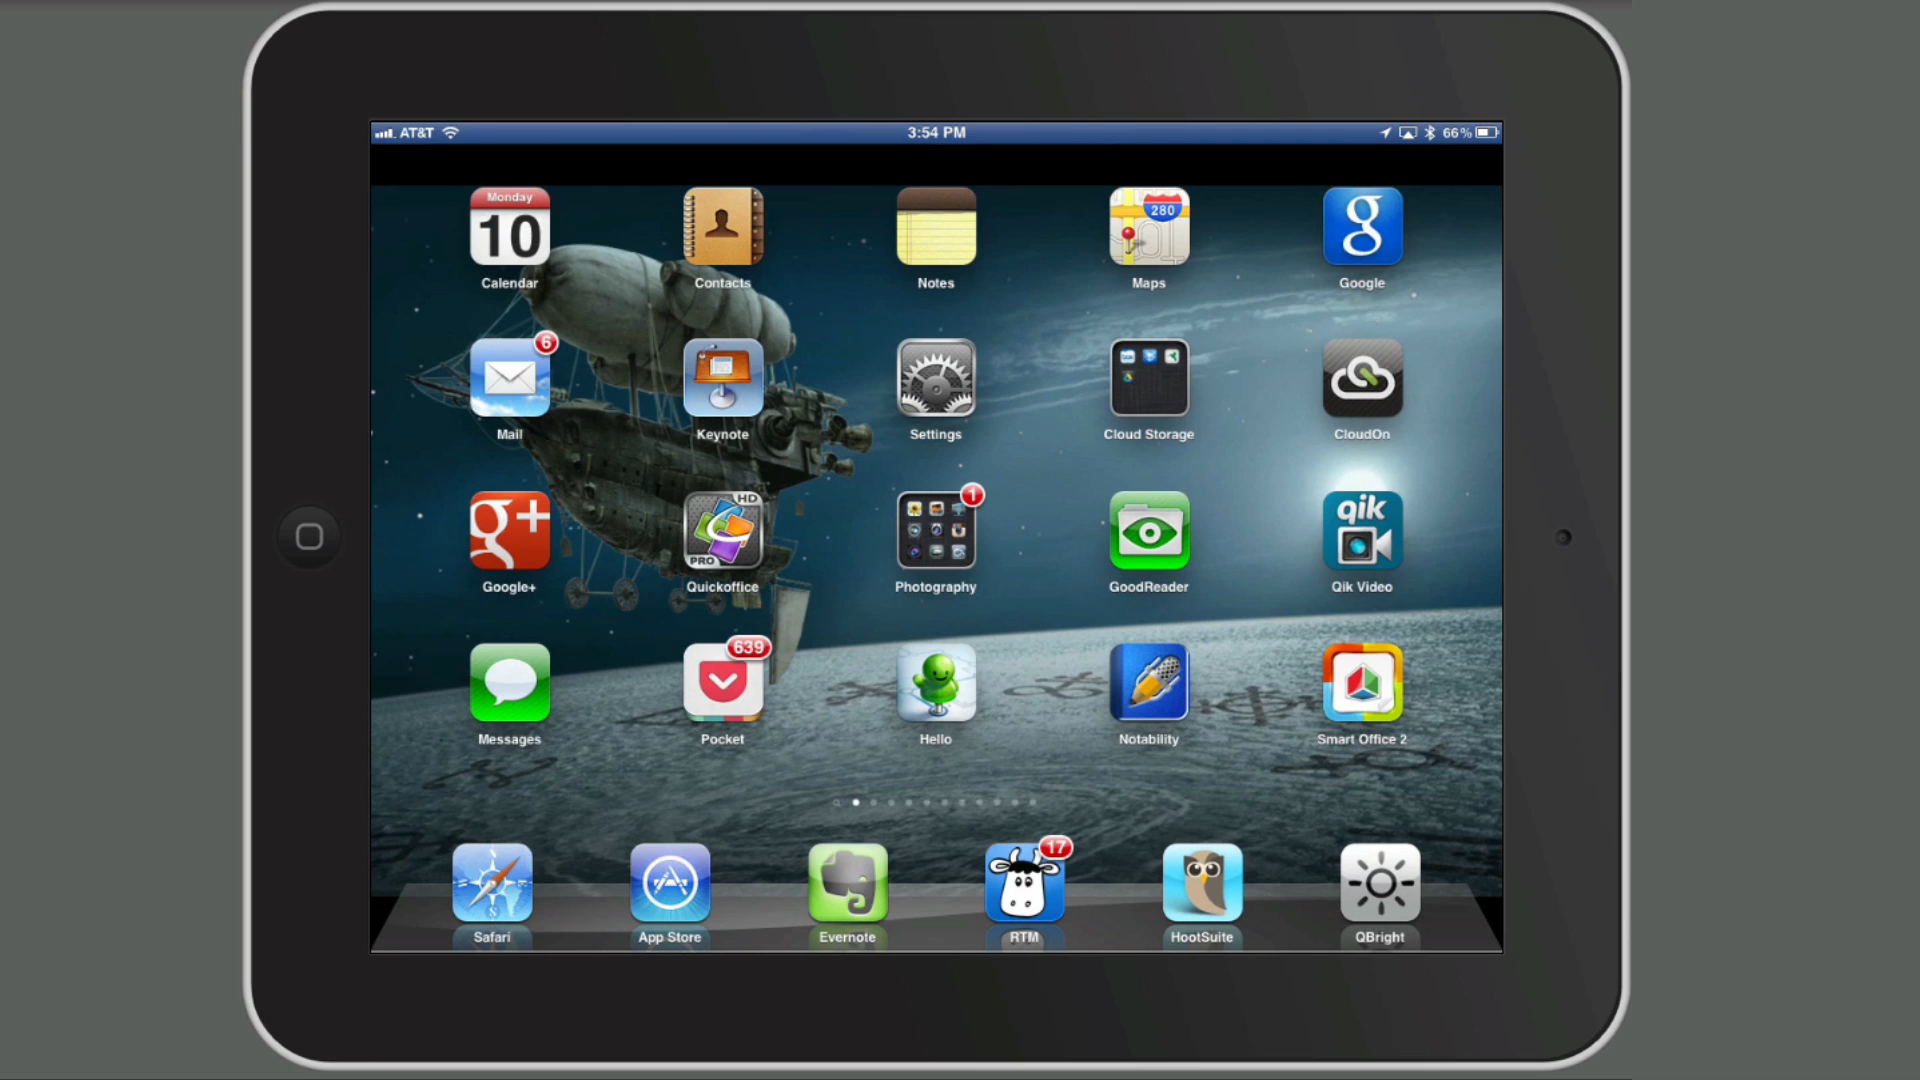 AT&T 3:54 PM 66%
Monday 280 g
10
Calendar Contacts Notes Maps Google
6
Mail Keynote Settings Cloud Storage CloudOn
g+ HD 1 qik
PRO
Google+ Quickoffice Photography GoodReader Qik Video
639
Messages Pocket Hello Notability Smart Office 2
17
N
S
Safari App Store Evernote RTM HootSuite QBright